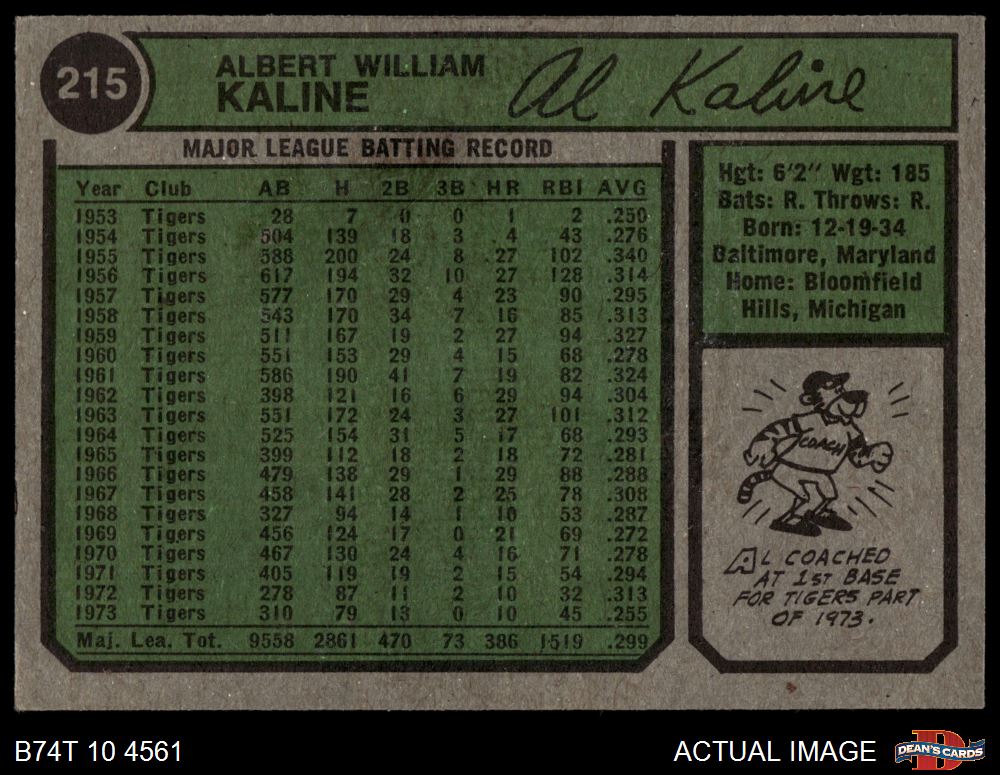 215
ALBERT WILLIAM
KALINE
Al Kaline
MAJOR LEAGUE BATTING RECORD
Year Club AB H 2B 3B HR RBI AVG
1953 Tigers 28 7 0 0 1 2 .250
1954 Tigers 504 139 18 3 4 43 .276
1955 Tigers 588 200 24 8 27 102 .340
1956 Tigers 617 194 32 10 27 128 .314
1957 Tigers 577 170 29 4 23 90 .295
1958 Tigers 543 170 34 7 16 85 .313
1959 Tigers 511 167 19 2 27 94 .327
1960 Tigers 551 153 29 4 15 68 .278
1961 Tigers 586 190 41 7 19 82 .324
1962 Tigers 398 121 16 6 29 94 .304
1963 Tigers 551 172 24 3 27 101 .312
1964 Tigers 525 154 31 5 17 68 .293
1965 Tigers 399 112 18 2 18 72 .281
1966 Tigers 479 138 29 1 29 88 .288
1967 Tigers 458 141 28 2 25 78 .308
1968 Tigers 327 94 14 1 10 53 .287
1969 Tigers 456 124 17 0 21 69 .272
1970 Tigers 467 130 24 4 16 71 .278
1971 Tigers 405 119 19 2 15 54 .294
1972 Tigers 278 87 11 2 10 32 .313
1973 Tigers 310 79 13 0 10 45 .255
Maj. Lea. Tot. 9558 2861 470 73 386 1519 .299
Hgt: 6'2" Wgt: 185
Bats: R. Throws: R.
Born: 12-19-34
Baltimore, Maryland
Home: Bloomfield
Hills, Michigan
COACH
AL COACHED
AT 1ST BASE
FOR TIGERS PART
OF 1973.
B74T 10 4561
ACTUAL IMAGE
D
DEAN'S CARDS